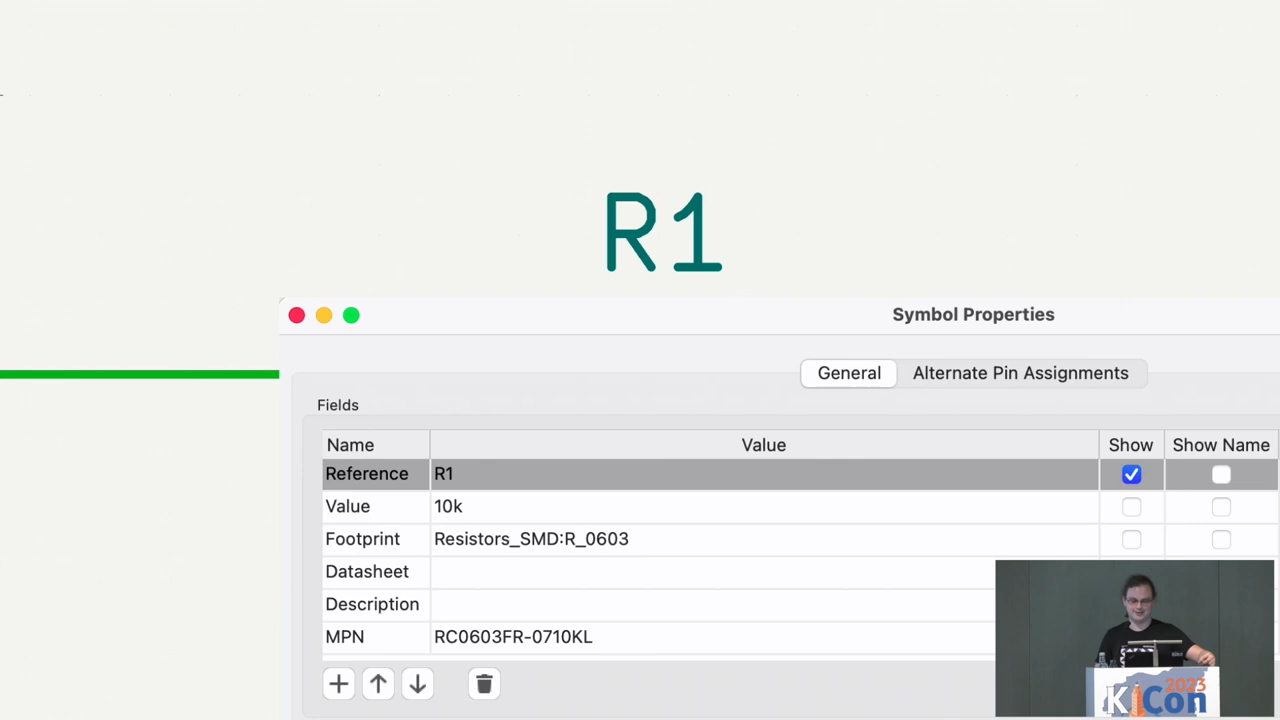 R1
Symbol Properties
General Alternate Pin Assignments
Fields
Name Value Show Show Name
Reference R1
Value 10k
Footprint Resistors_SMD:R_0603
Datasheet
Description
MPN RC0603FR-0710KL
2023
KiCon